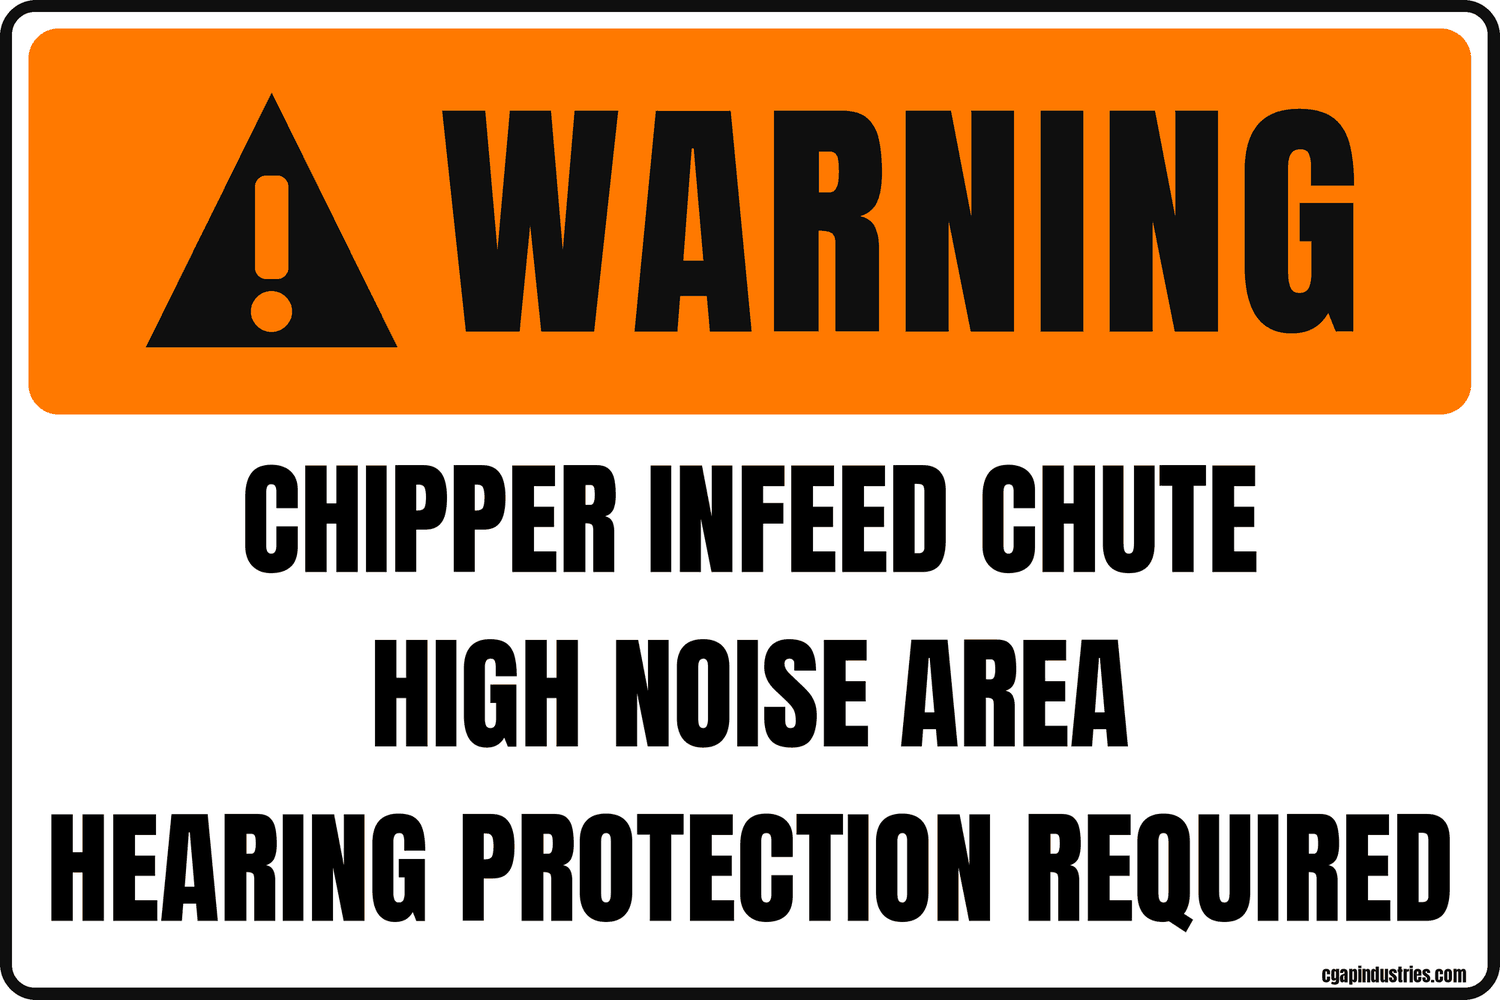 WARNING
CHIPPER INFEED CHUTE
HIGH NOISE AREA
HEARING PROTECTION REQUIRED
cgapindustries.com